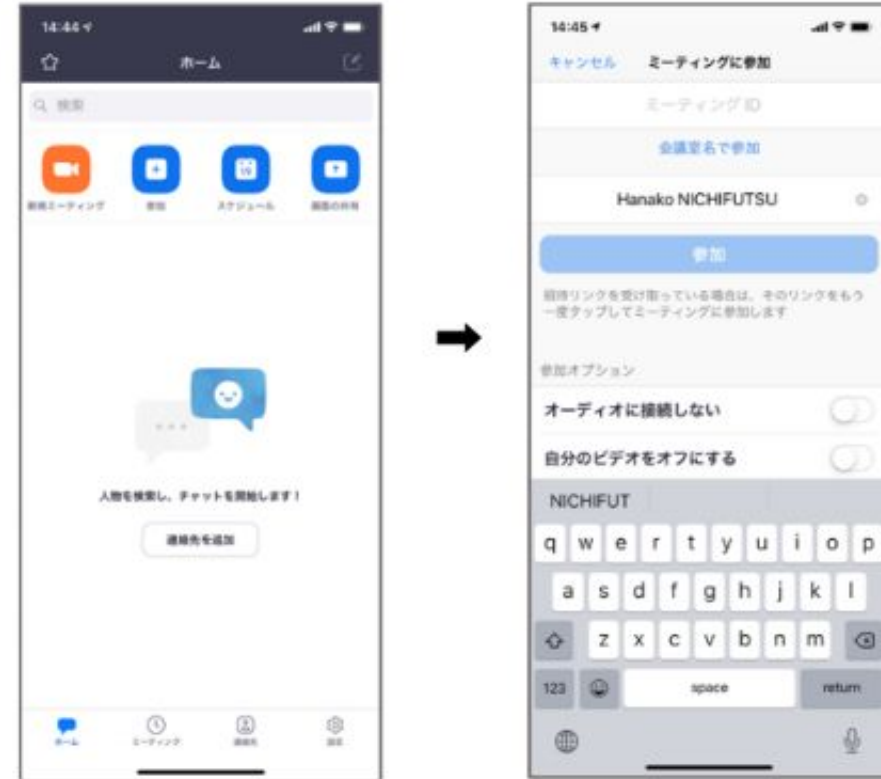 14:44
ホーム
検索
新規ミーティング
参加
スケジュール
画面の共有
人物を検索し、チャットを開始します！
連絡先を追加
ホーム
ミーティング
連絡先
設定
14:45
キャンセル ミーティングに参加
ミーティング ID
会議室名で参加
Hanako NICHIFUTSU
参加
招待リンクを受け取っている場合は、そのリンクをもう
一度タップしてミーティングに参加します
参加オプション
オーディオに接続しない
自分のビデオをオフにする
NICHIFUT
q w e r t y u i o p
a s d f g h j k l
z x c v b n m
123 space return